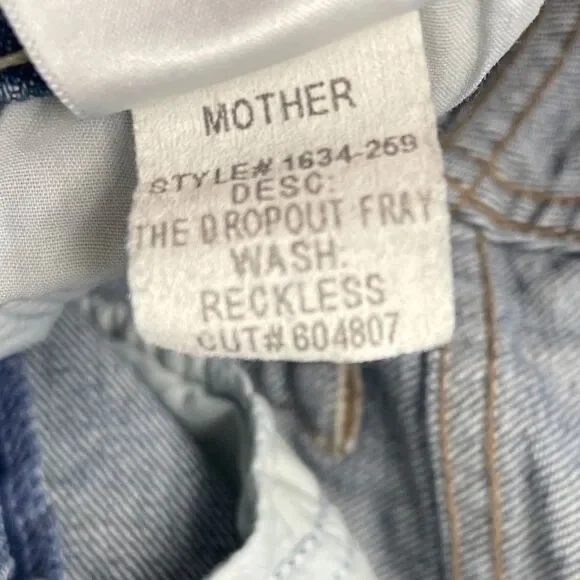 MOTHER
STYLE# 1634-259
DESC:
THE DROPOUT FRAY
WASH:
RECKLESS
CUT# 604807